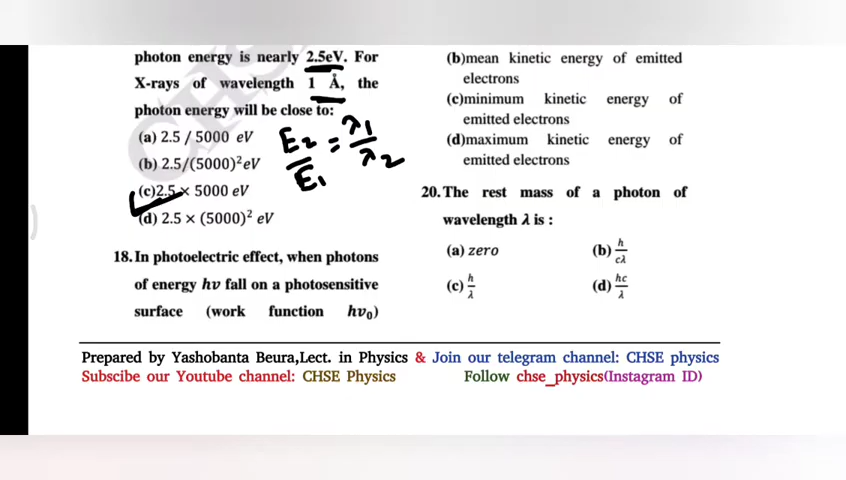 photon energy is nearly 2.5eV. For
X-rays of wavelength 1 Å, the
photon energy will be close to:
(a) 2.5 / 5000 eV
(b) 2.5/(5000)² eV
(c)2.5 × 5000 eV
(d) 2.5 × (5000)² eV
E₂/E₁ = λ₁/λ₂
18. In photoelectric effect, when photons
of energy hν fall on a photosensitive
surface (work function hν₀)
(b)mean kinetic energy of emitted
electrons
(c)minimum kinetic energy of
emitted electrons
(d)maximum kinetic energy of
emitted electrons
20. The rest mass of a photon of
wavelength λ is :
(a) zero (b) h/cλ
(c) h/λ (d) hc/λ
Prepared by Yashobanta Beura,Lect. in Physics & Join our telegram channel: CHSE physics
Subscibe our Youtube channel: CHSE Physics Follow chse_physics(Instagram ID)